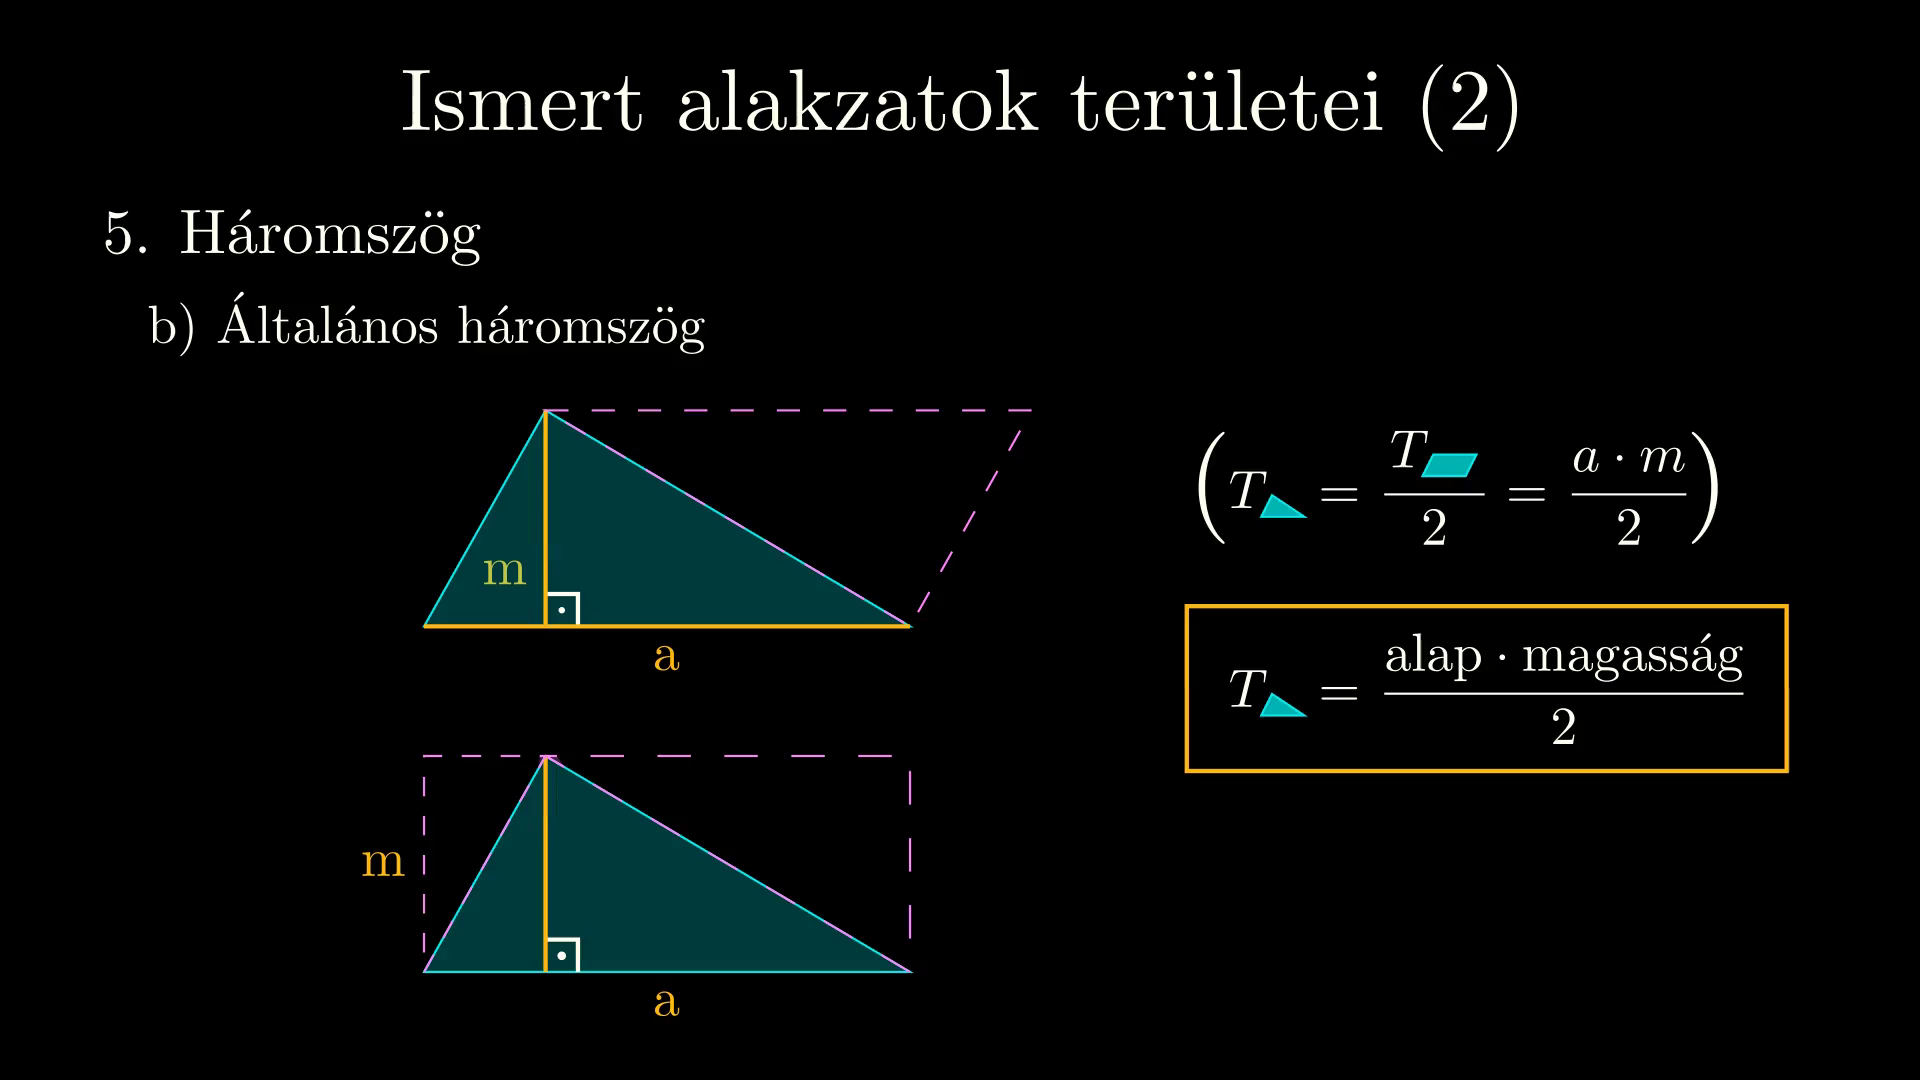 Ismert alakzatok területei (2)
5. Háromszög
b) Általános háromszög
m
a
(T = T/2 = a · m/2)
T = alap · magasság/2
m
a